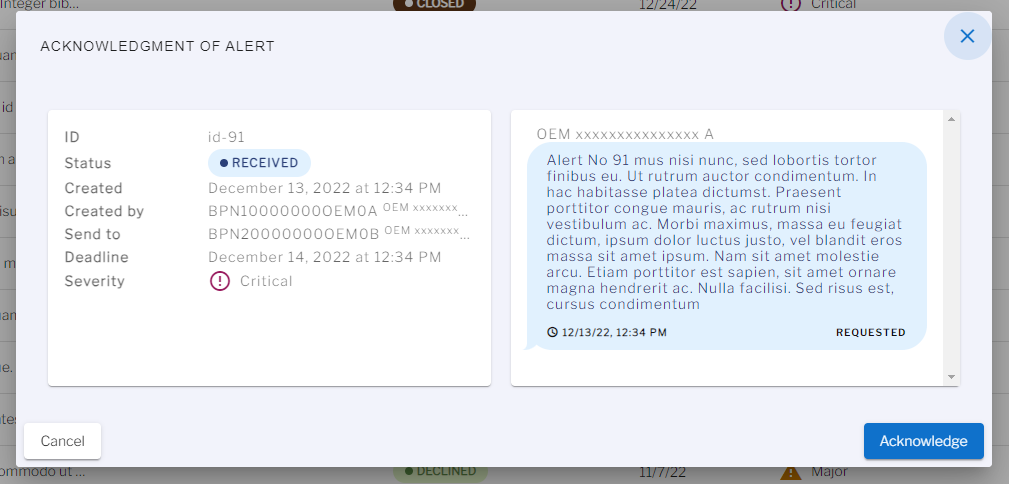 Integer bib...
CLOSED
12/24/22
Critical
ACKNOWLEDGMENT OF ALERT
ID
id-91
Status
RECEIVED
Created
December 13, 2022 at 12:34 PM
Created by
BPN10000000OEM0A OEM xxxxxxx...
Send to
BPN20000000OEM0B OEM xxxxxxx...
Deadline
December 14, 2022 at 12:34 PM
Severity
Critical
OEM xxxxxxxxxxxxxxx A
Alert No 91 mus nisi nunc, sed lobortis tortor
finibus eu. Ut rutrum auctor condimentum. In
hac habitasse platea dictumst. Praesent
porttitor congue mauris, ac rutrum nisi
vestibulum ac. Morbi maximus, massa eu feugiat
dictum, ipsum dolor luctus justo, vel blandit eros
massa sit amet ipsum. Nam sit amet molestie
arcu. Etiam porttitor est sapien, sit amet ornare
magna hendrerit ac. Nulla facilisi. Sed risus est,
cursus condimentum
12/13/22, 12:34 PM
REQUESTED
Cancel
Acknowledge
ommodo ut ...
DECLINED
11/7/22
Major